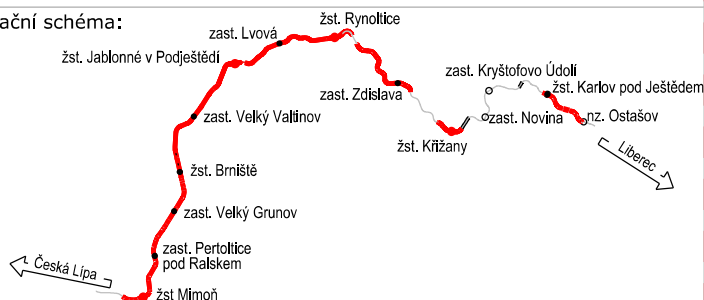 ační schéma:
žst. Rynoltice
zast. Lvová
žst. Jablonné v Podještědí
zast. Kryštofovo Údolí
zast. Zdislava
žst. Karlov pod Ještědem
zast. Velký Valtinov
zast. Novina
nz. Ostašov
žst. Křižany
Liberec
žst. Brniště
zast. Velký Grunov
zast. Pertoltice
pod Ralskem
Česká Lípa
žst Mimoň